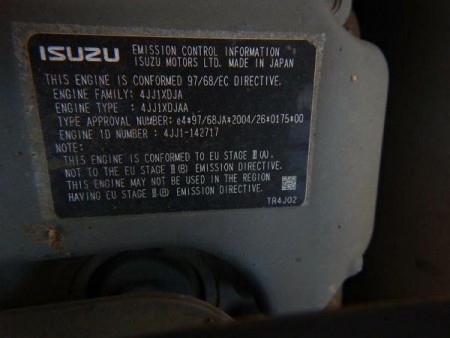 ISUZU EMISSION CONTROL INFORMATION
ISUZU MOTORS LTD. MADE IN JAPAN
THIS ENGINE IS CONFORMED 97/68/EC DIRECTIVE.
ENGINE FAMILY: 4JJ1XDJA
ENGINE TYPE : 4JJ1XDJAA
TYPE APPROVAL NUMBER: e4*97/68JA*2004/26*0175*00
ENGINE ID NUMBER : 4JJ1-142717
NOTE:
THIS ENGINE IS CONFORMED TO EU STAGE Ⅲ(A),
NOT TO THE EU STAGE Ⅲ(B) EMISSION DIRECTIVE.
THIS ENGINE MAY NOT BE USED IN THE REGION
HAVING EU STAGE Ⅲ-(B) EMISSION DIRECTIVE.
TR4J02